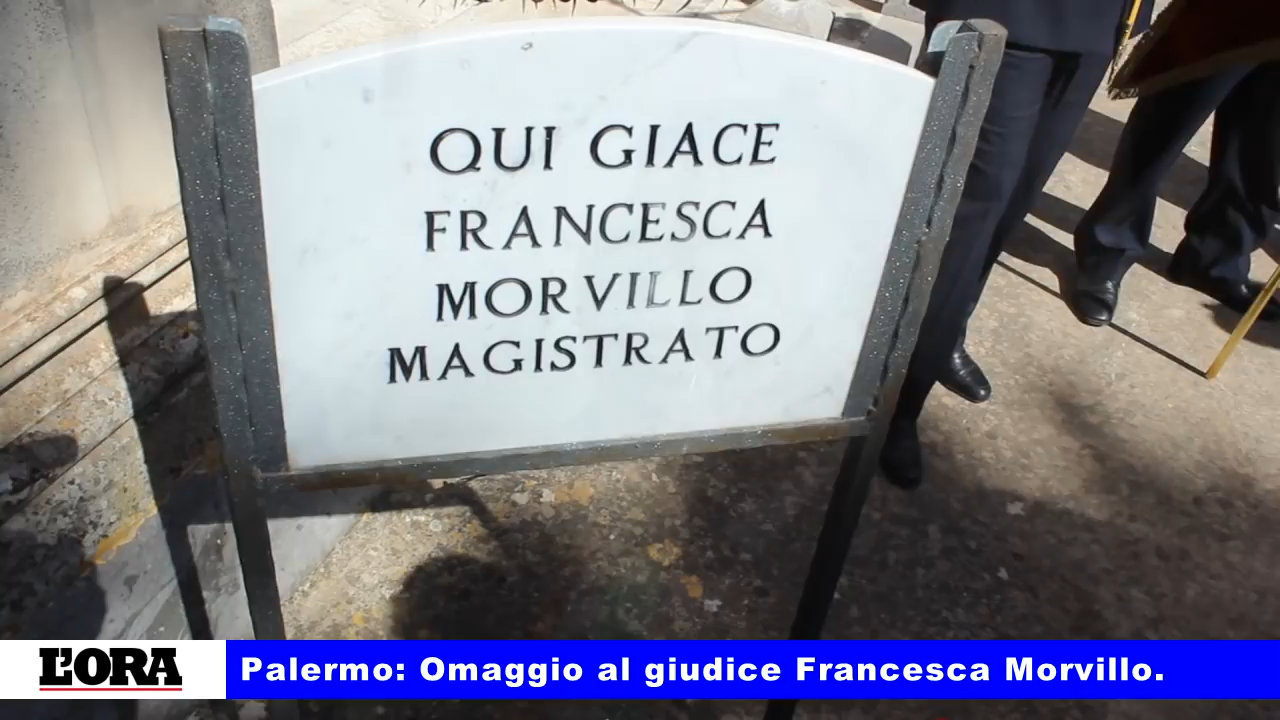 QUI GIACE
FRANCESCA
MORVILLO
MAGISTRATO
L'ORA
Palermo: Omaggio al giudice Francesca Morvillo.